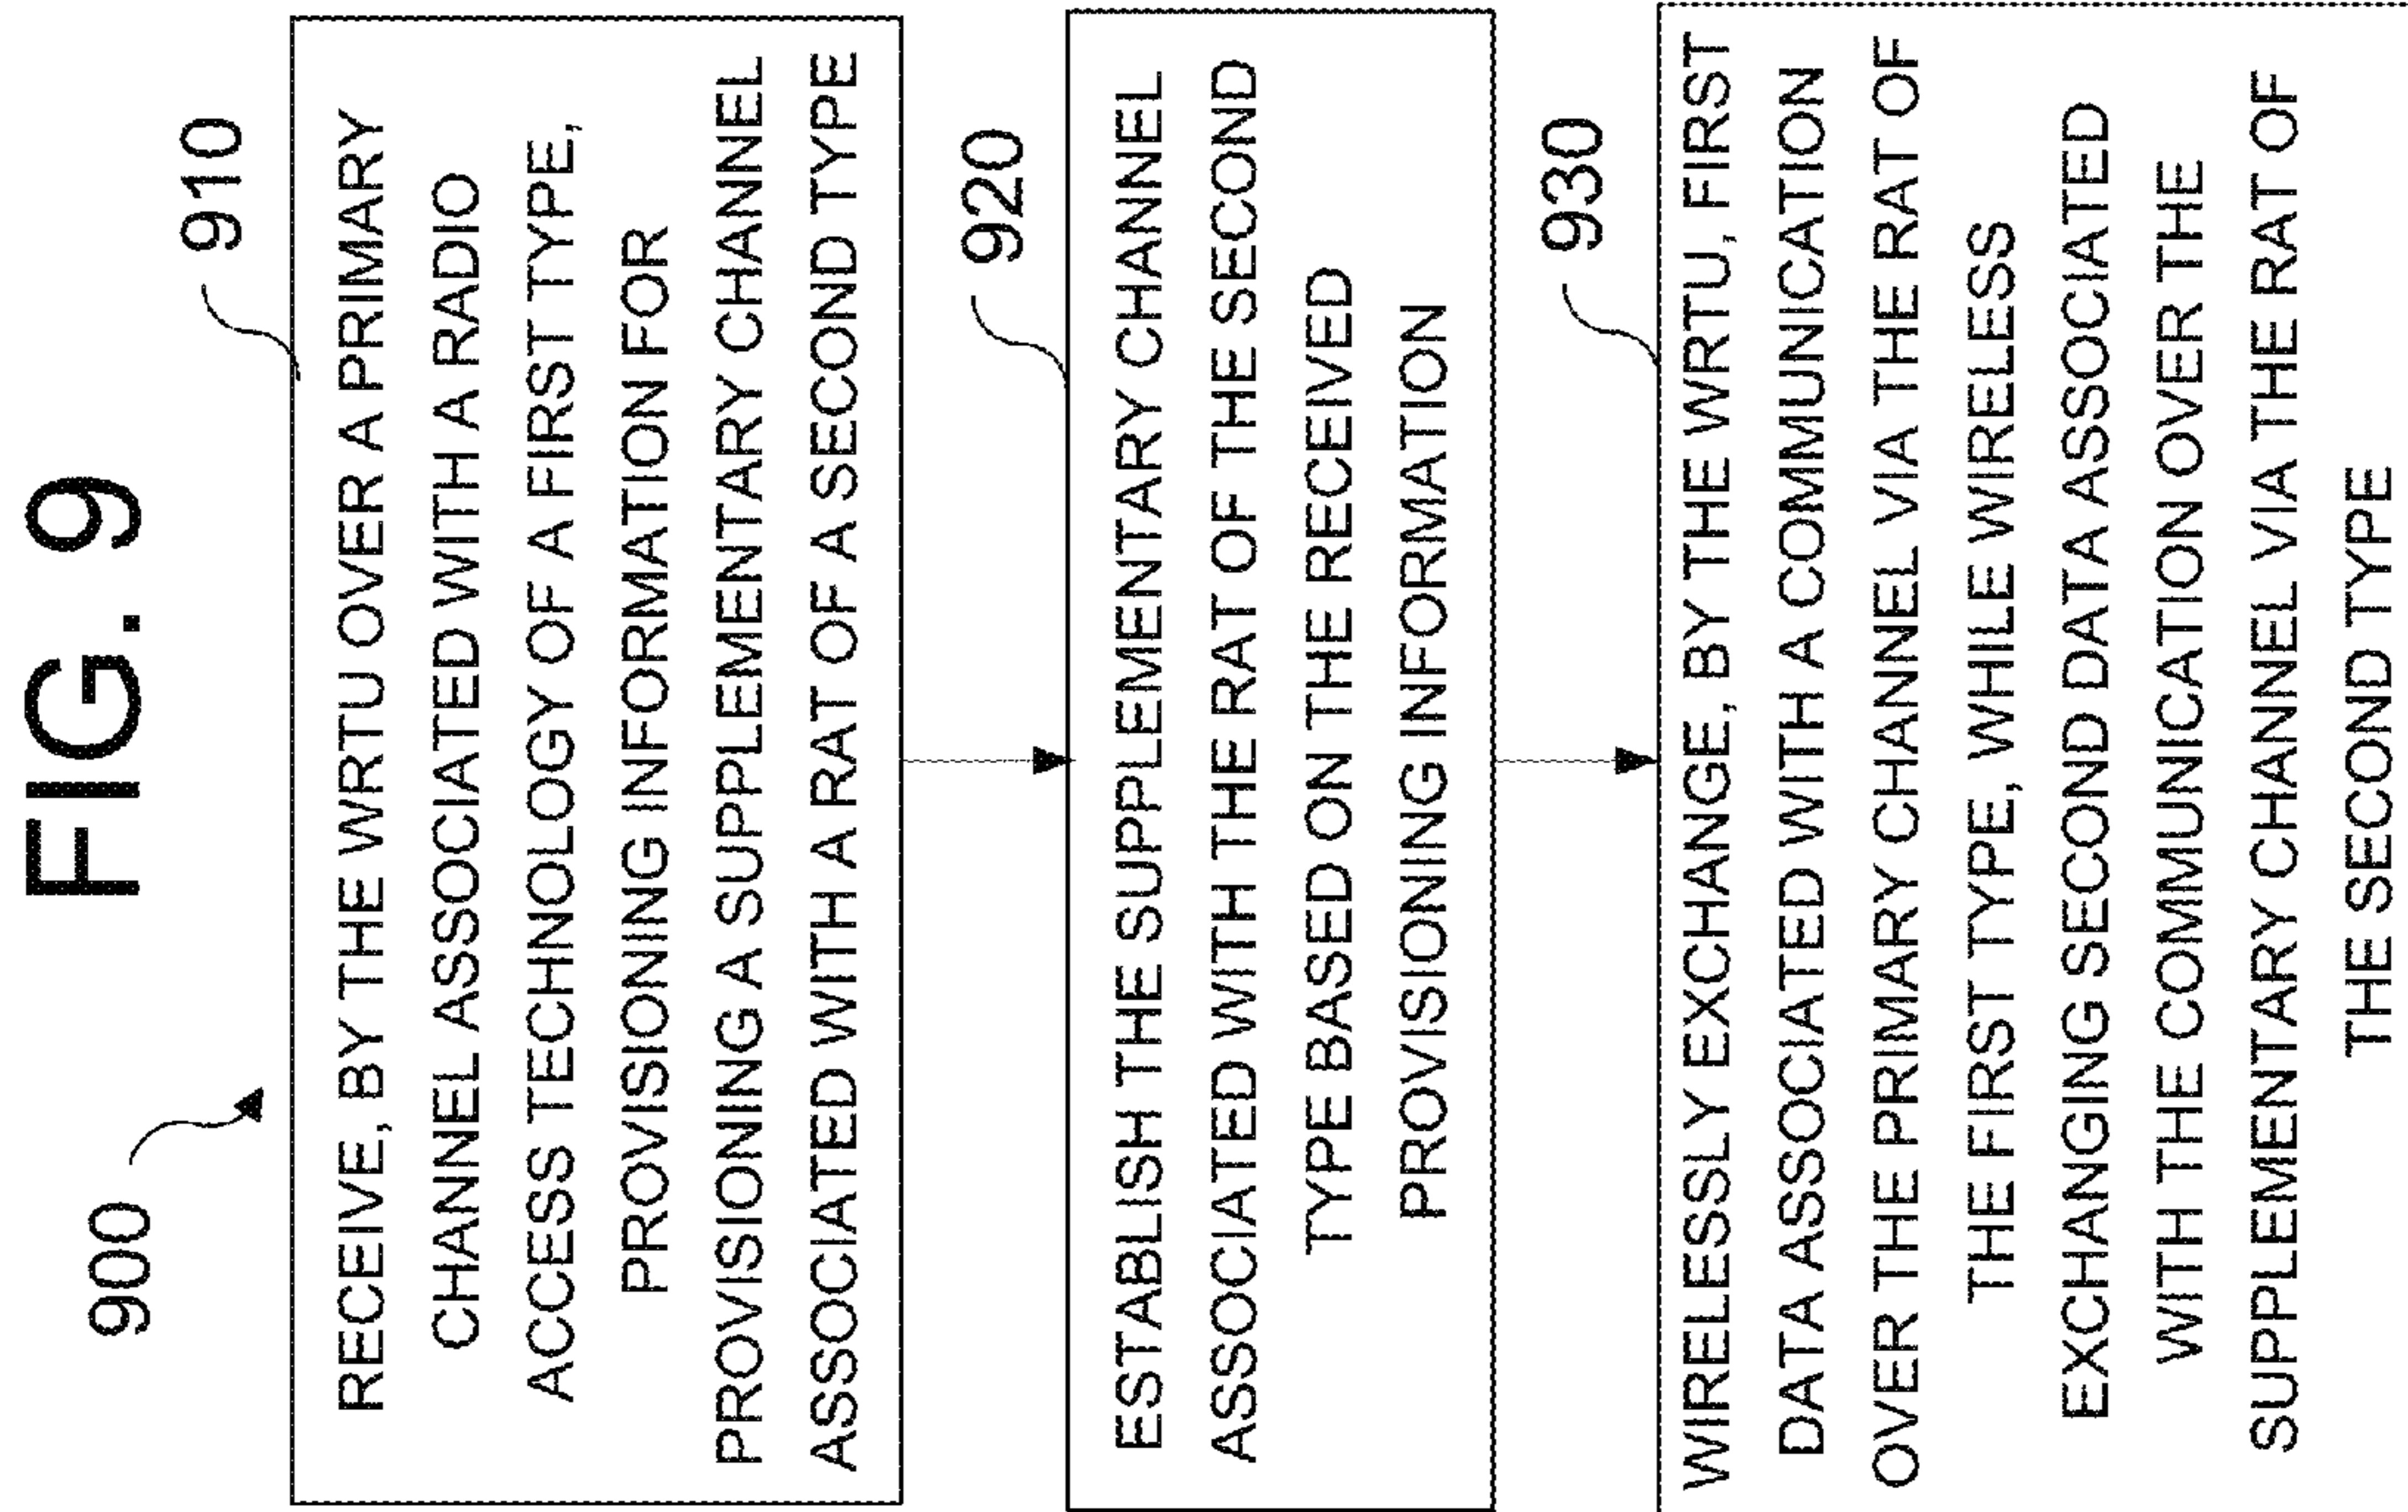 FIG. 9
900
910
RECEIVE, BY THE WRTU OVER A PRIMARY
CHANNEL ASSOCIATED WITH A RADIO
ACCESS TECHNOLOGY OF A FIRST TYPE,
PROVISIONING INFORMATION FOR
PROVISIONING A SUPPLEMENTARY CHANNEL
ASSOCIATED WITH A RAT OF A SECOND TYPE
920
ESTABLISH THE SUPPLEMENTARY CHANNEL
ASSOCIATED WITH THE RAT OF THE SECOND
TYPE BASED ON THE RECEIVED
PROVISIONING INFORMATION
930
WIRELESSLY EXCHANGE, BY THE WRTU, FIRST
DATA ASSOCIATED WITH A COMMUNICATION
OVER THE PRIMARY CHANNEL VIA THE RAT OF
THE FIRST TYPE, WHILE WIRELESS
EXCHANGING SECOND DATA ASSOCIATED
WITH THE COMMUNICATION OVER THE
SUPPLEMENTARY CHANNEL VIA THE RAT OF
THE SECOND TYPE